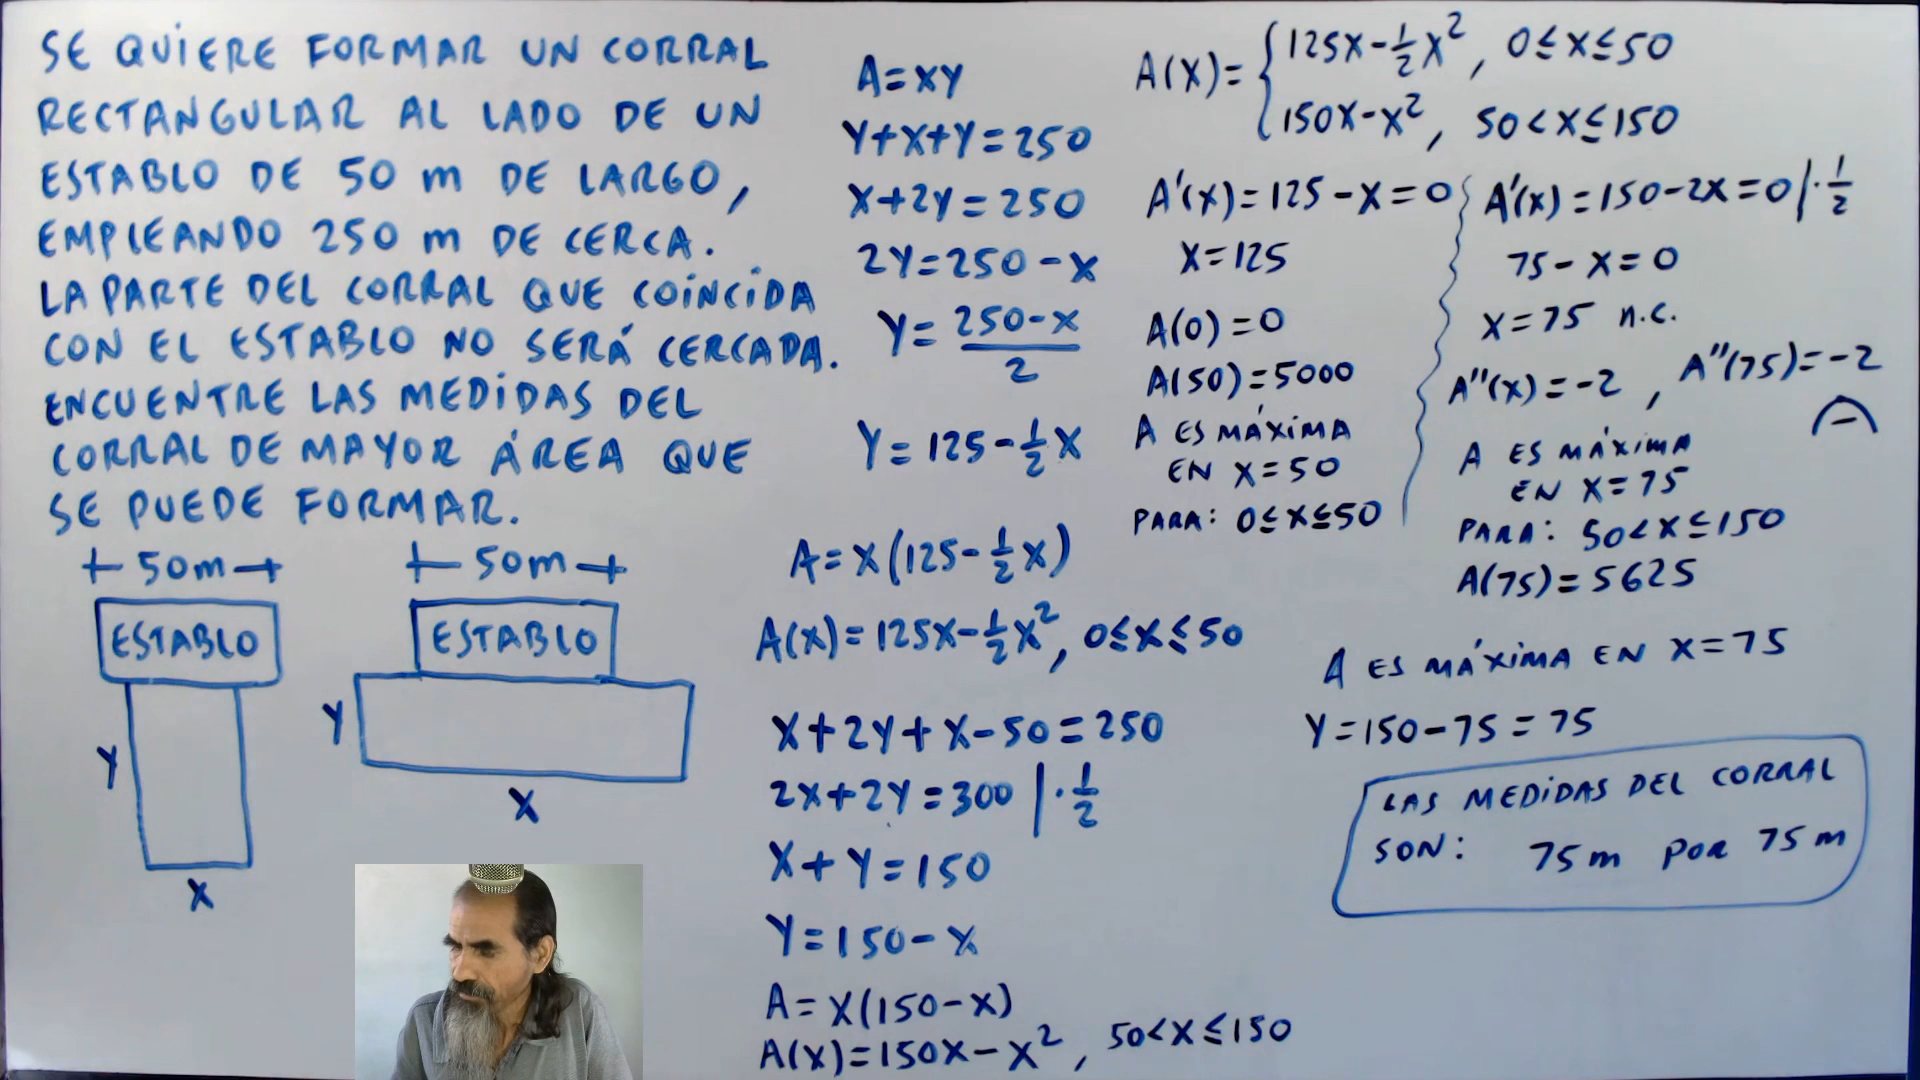 SE QUIERE FORMAR UN CORRAL
RECTANGULAR AL LADO DE UN
ESTABLO DE 50 m DE LARGO,
EMPLEANDO 250 m DE CERCA.
LA PARTE DEL CORRAL QUE COINCIDA
CON EL ESTABLO NO SERÁ CERCADA.
ENCUENTRE LAS MEDIDAS DEL
CORRAL DE MAYOR ÁREA QUE
SE PUEDE FORMAR.
50m
ESTABLO
Y
X
50m
ESTABLO
Y
X
A=XY
Y+X+Y=250
X+2Y=250
2Y=250-X
Y=(250-X)/2
Y=125-½X
A=X(125-½X)
A(X)=125X-½X², 0≤X≤50
X+2Y+X-50=250
2X+2Y=300 |·½
X+Y=150
Y=150-X
A=X(150-X)
A(X)=150X-X², 50<X≤150
A(X)={125X-½X², 0≤X≤50
150X-X², 50<X≤150
A'(X)=125-X=0
X=125
A(0)=0
A(50)=5000
A ES MÁXIMA
EN X=50
PARA: 0≤X≤50
A'(X)=150-2X=0 |·½
75-X=0
X=75 n.c.
A''(X)=-2, A''(75)=-2
-
A ES MÁXIMA
EN X=75
PARA: 50<X≤150
A(75)=5625
A ES MÁXIMA EN X=75
Y=150-75=75
LAS MEDIDAS DEL CORRAL
SON: 75m POR 75m